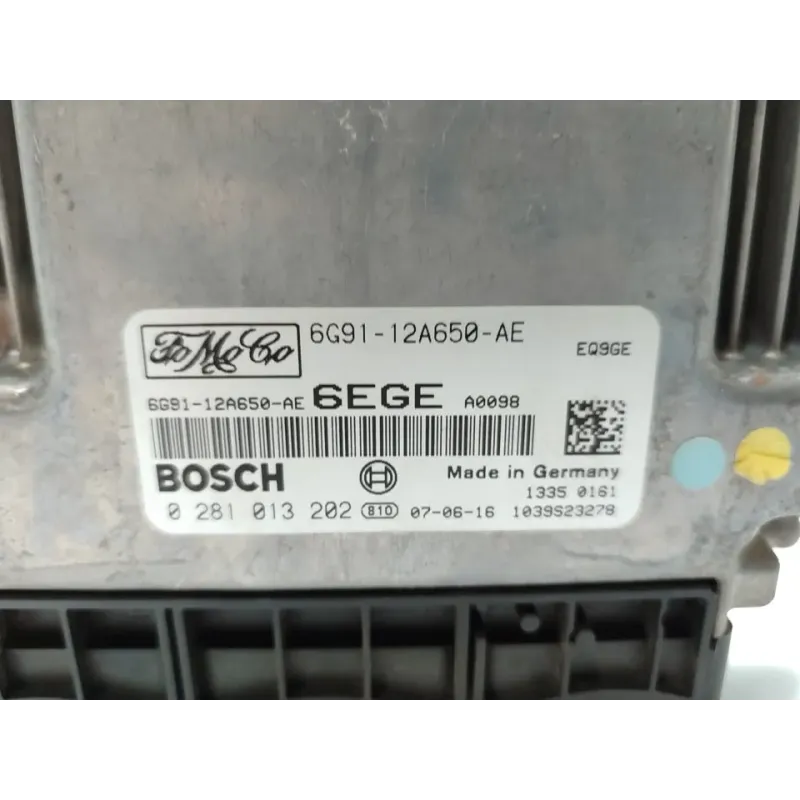 FoMoCo 6G91-12A650-AE
EQ9GE
6G91-12A650-AE 6EGE A0098
BOSCH Made in Germany
1335 0161
0 281 013 202 810 07-06-16 1039S23278